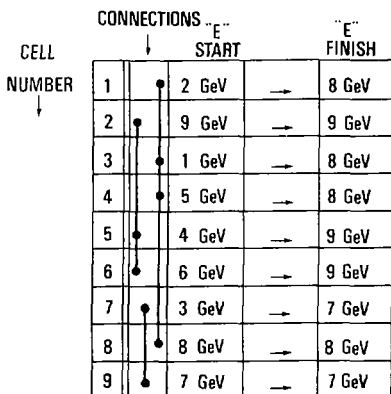 CONNECTIONS
CELL NUMBER
"E" START
"E" FINISH
1 2 GeV → 8 GeV
2 9 GeV → 9 GeV
3 1 GeV → 8 GeV
4 5 GeV → 8 GeV
5 4 GeV → 9 GeV
6 6 GeV → 9 GeV
7 3 GeV → 7 GeV
8 8 GeV → 8 GeV
9 7 GeV → 7 GeV